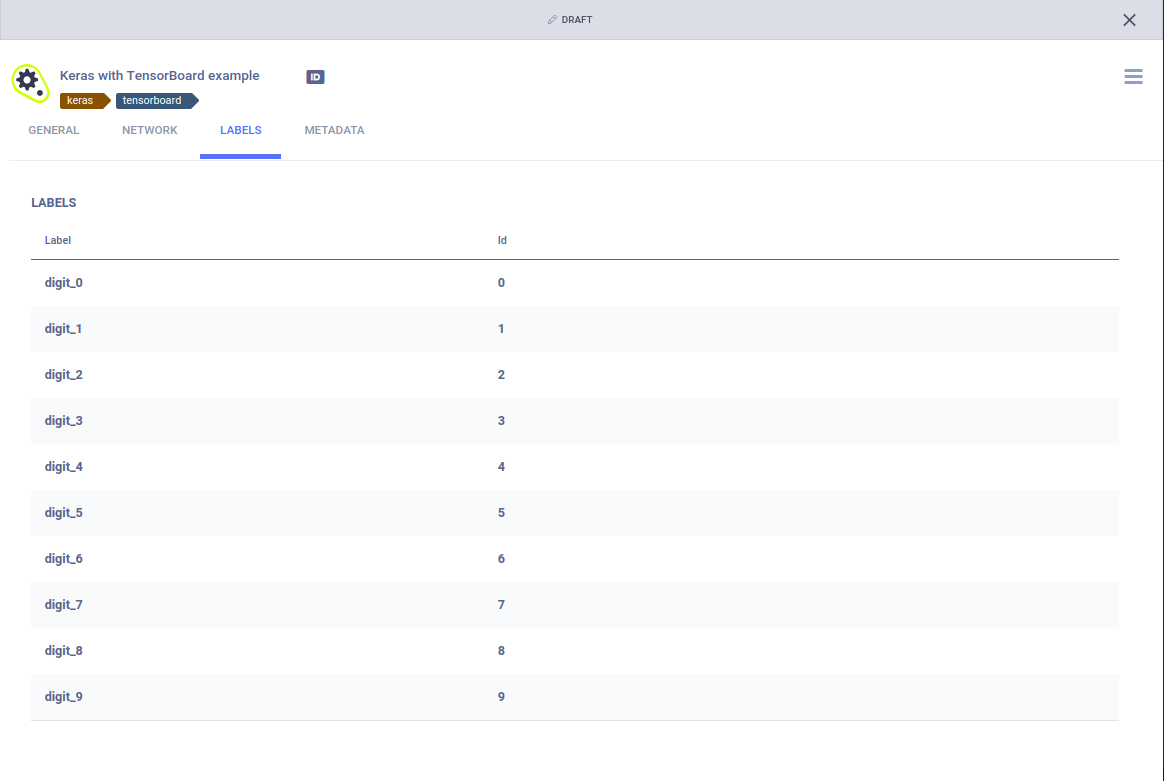 DRAFT
Keras with TensorBoard example ID
keras tensorboard
GENERAL NETWORK LABELS METADATA
LABELS
Label Id
digit_0 0
digit_1 1
digit_2 2
digit_3 3
digit_4 4
digit_5 5
digit_6 6
digit_7 7
digit_8 8
digit_9 9